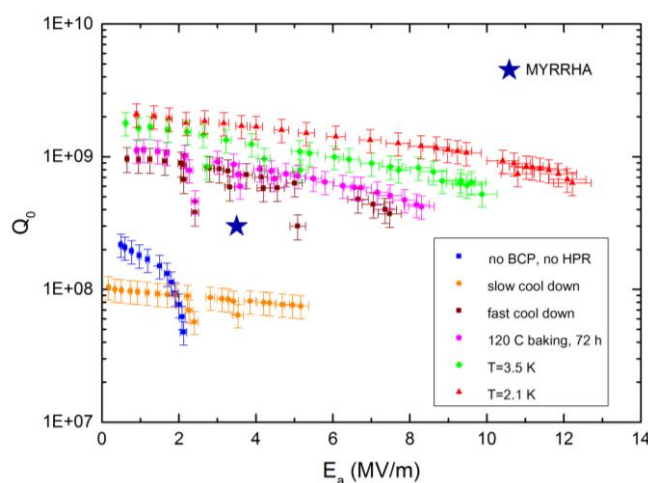 1E+10
MYRRHA
1E+09
Q0
1E+08
no BCP, no HPR
slow cool down
fast cool down
120 C baking, 72 h
T=3.5 K
T=2.1 K
1E+07
0 2 4 6 8 10 12 14
Ea (MV/m)